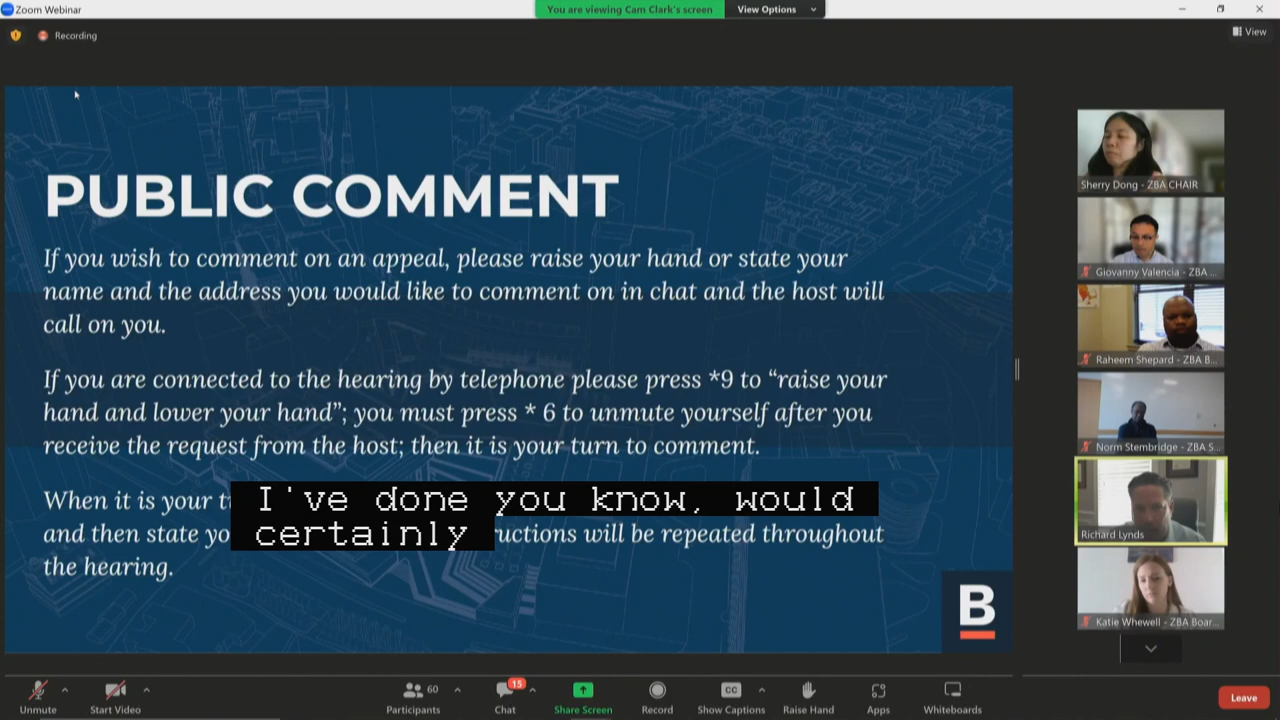 Zoom Webinar
You are viewing Cam Clark's screen
View Options
Recording
View
PUBLIC COMMENT
If you wish to comment on an appeal, please raise your hand or state your
name and the address you would like to comment on in chat and the host will
call on you.
If you are connected to the hearing by telephone please press *9 to “raise your
hand and lower your hand”; you must press * 6 to unmute yourself after you
receive the request from the host; then it is your turn to comment.
When it is your
I've done you know, would
and then state
certainly
will be repeated throughout
the hearing.
B
Sherry Dong - ZBA CHAIR
Giovanny Valencia - ZBA ...
Raheem Shepard - ZBA B...
Norm Stembridge - ZBA S...
Richard Lynds
Katie Whewell - ZBA Boar...
Unmute
Start Video
60
Participants
15
Chat
Share Screen
Record
CC
Show Captions
Raise Hand
Apps
Whiteboards
Leave